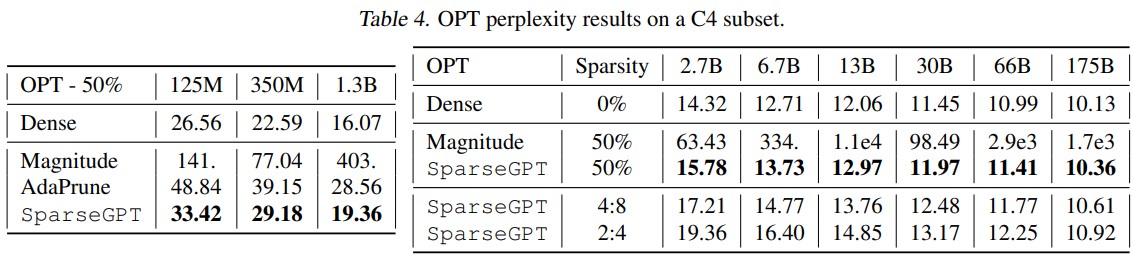 Table 4. OPT perplexity results on a C4 subset.
OPT - 50% 125M 350M 1.3B
Dense 26.56 22.59 16.07
Magnitude 141. 77.04 403.
AdaPrune 48.84 39.15 28.56
SparseGPT 33.42 29.18 19.36
OPT Sparsity 2.7B 6.7B 13B 30B 66B 175B
Dense 0% 14.32 12.71 12.06 11.45 10.99 10.13
Magnitude 50% 63.43 334. 1.1e4 98.49 2.9e3 1.7e3
SparseGPT 50% 15.78 13.73 12.97 11.97 11.41 10.36
SparseGPT 4:8 17.21 14.77 13.76 12.48 11.77 10.61
SparseGPT 2:4 19.36 16.40 14.85 13.17 12.25 10.92